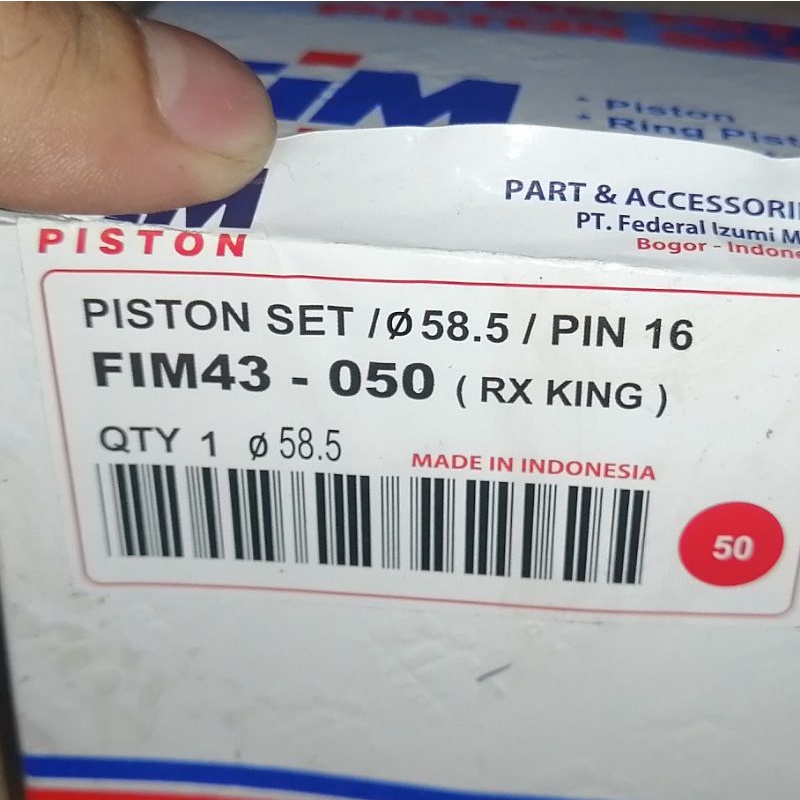 FIM
• Piston
• Ring Pist
PART & ACCESSORI
PT. Federal Izumi M
Bogor - Indone
PISTON
PISTON SET / Ø 58.5 / PIN 16
FIM43 - 050 ( RX KING )
QTY 1 ø 58.5
MADE IN INDONESIA
50